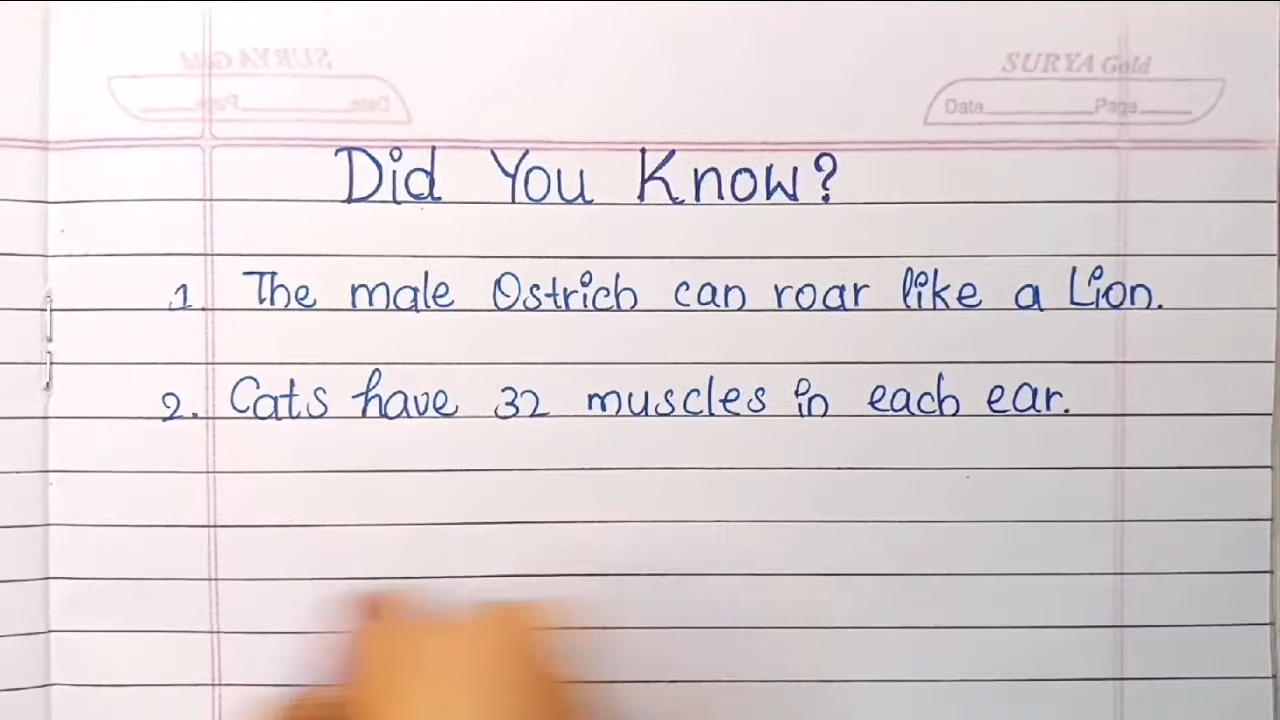 SURYA Gold
Date Page
Did You Know?
1. The male Ostrich can roar like a Lion.
2. Cats have 32 muscles in each ear.